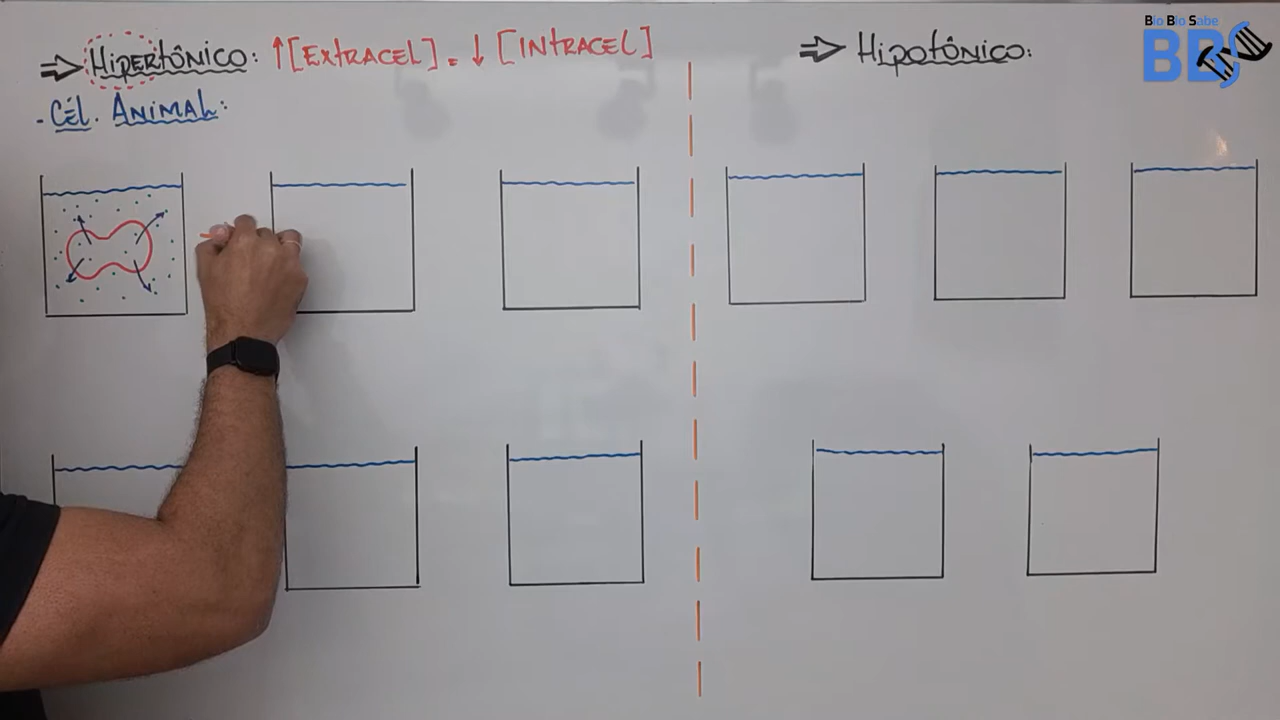 ⇒ Hipertônico: ↑[Extracel]. ↓ [Intracel]
- Cél. Animal:
⇒ Hipotônico:
Bio Bio Sabe
BBS